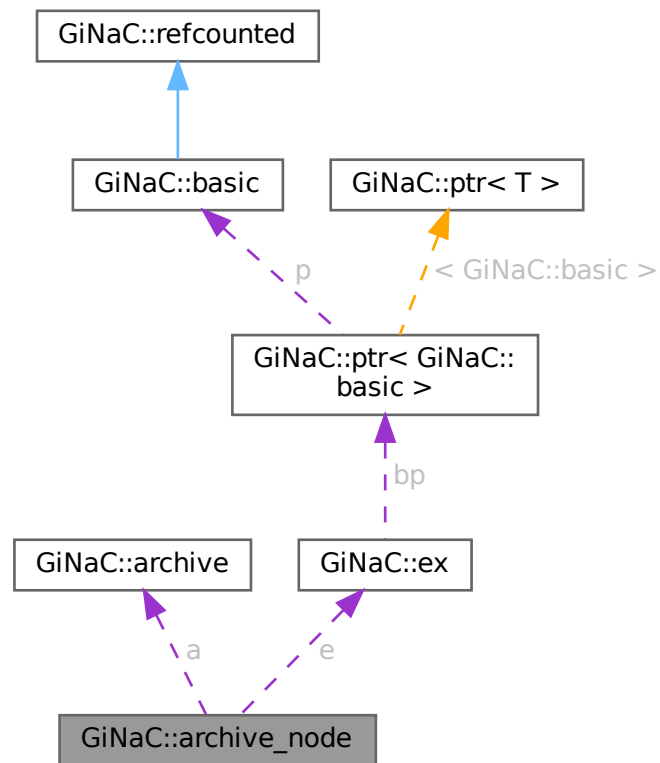 GiNaC::refcounted
GiNaC::basic
GiNaC::ptr< T >
p
< GiNaC::basic >
GiNaC::ptr< GiNaC::
basic >
bp
GiNaC::archive
GiNaC::ex
a
e
GiNaC::archive_node